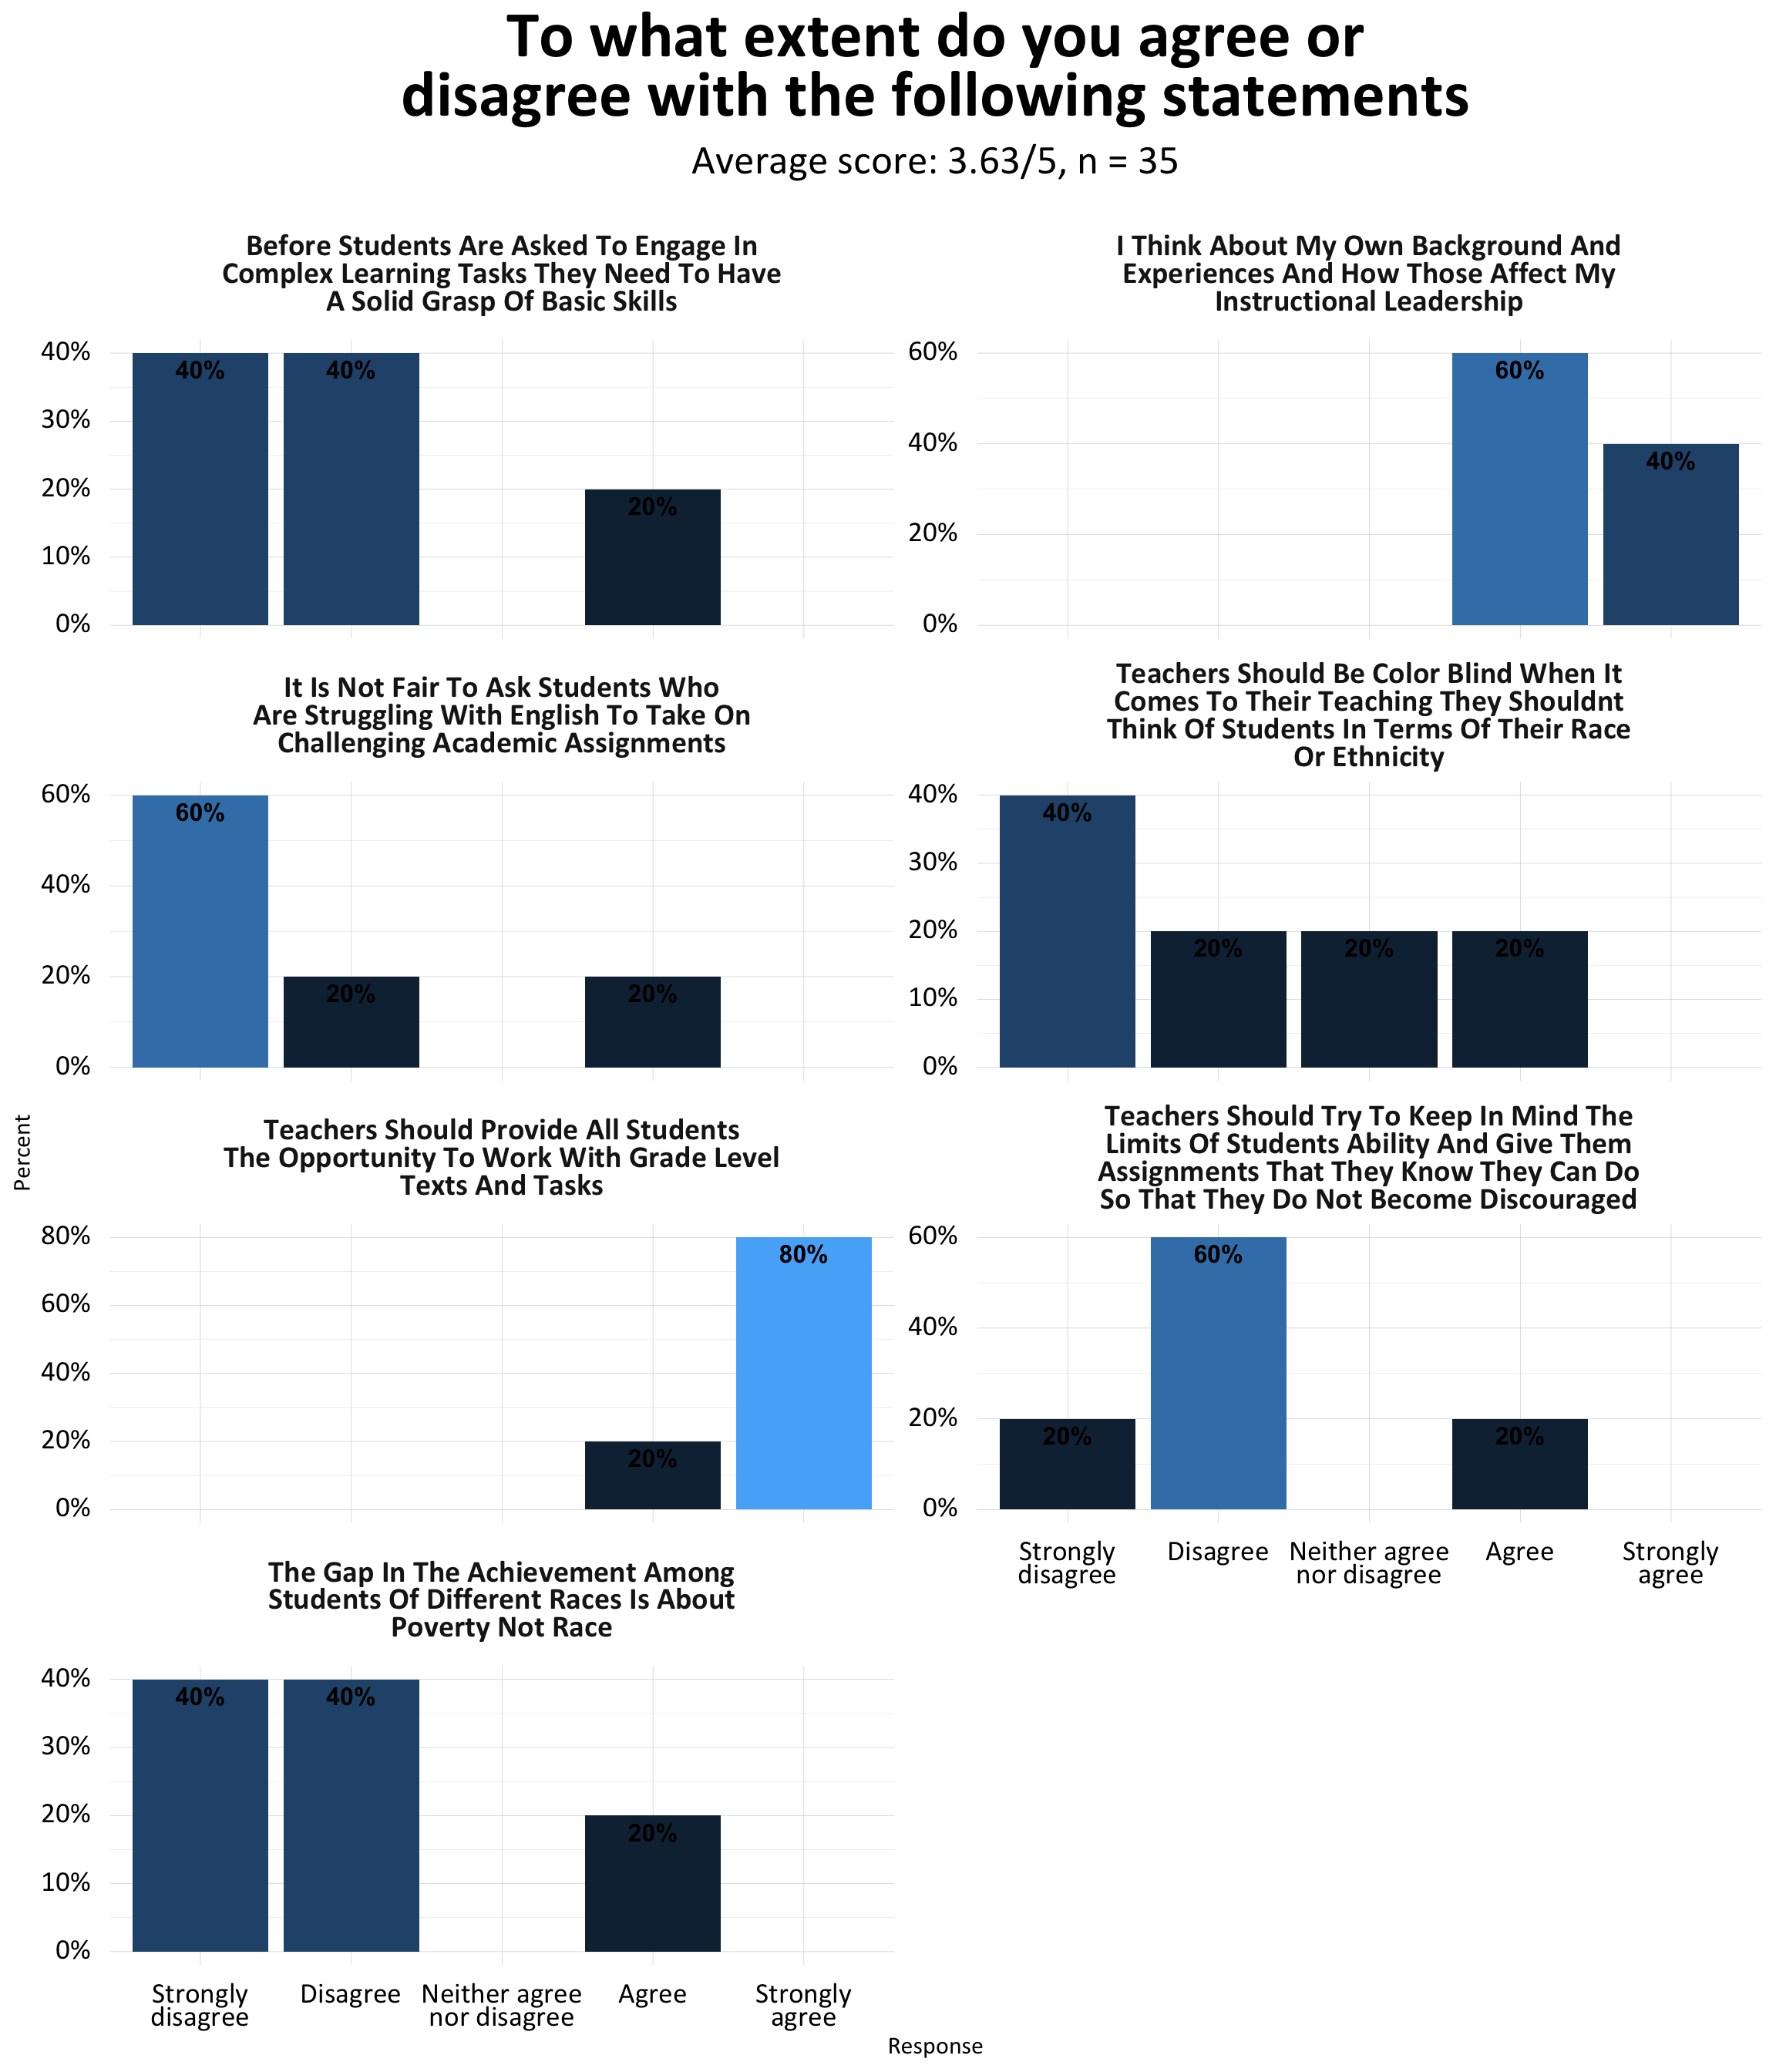 To what extent do you agree or
disagree with the following statements
Average score: 3.63/5, n = 35
Before Students Are Asked To Engage In
Complex Learning Tasks They Need To Have
A Solid Grasp Of Basic Skills
40%
30%
20%
10%
0%
40%
40%
20%
I Think About My Own Background And
Experiences And How Those Affect My
Instructional Leadership
60%
40%
20%
0%
60%
40%
It Is Not Fair To Ask Students Who
Are Struggling With English To Take On
Challenging Academic Assignments
60%
40%
20%
0%
60%
20%
20%
Teachers Should Be Color Blind When It
Comes To Their Teaching They Shouldnt
Think Of Students In Terms Of Their Race
Or Ethnicity
40%
30%
20%
10%
0%
40%
20%
20%
20%
Percent
Teachers Should Provide All Students
The Opportunity To Work With Grade Level
Texts And Tasks
80%
60%
40%
20%
0%
20%
80%
Teachers Should Try To Keep In Mind The
Limits Of Students Ability And Give Them
Assignments That They Know They Can Do
So That They Do Not Become Discouraged
60%
40%
20%
0%
20%
60%
20%
Strongly
disagree
Disagree
Neither agree
nor disagree
Agree
Strongly
agree
The Gap In The Achievement Among
Students Of Different Races Is About
Poverty Not Race
40%
30%
20%
10%
0%
40%
40%
20%
Strongly
disagree
Disagree
Neither agree
nor disagree
Agree
Strongly
agree
Response